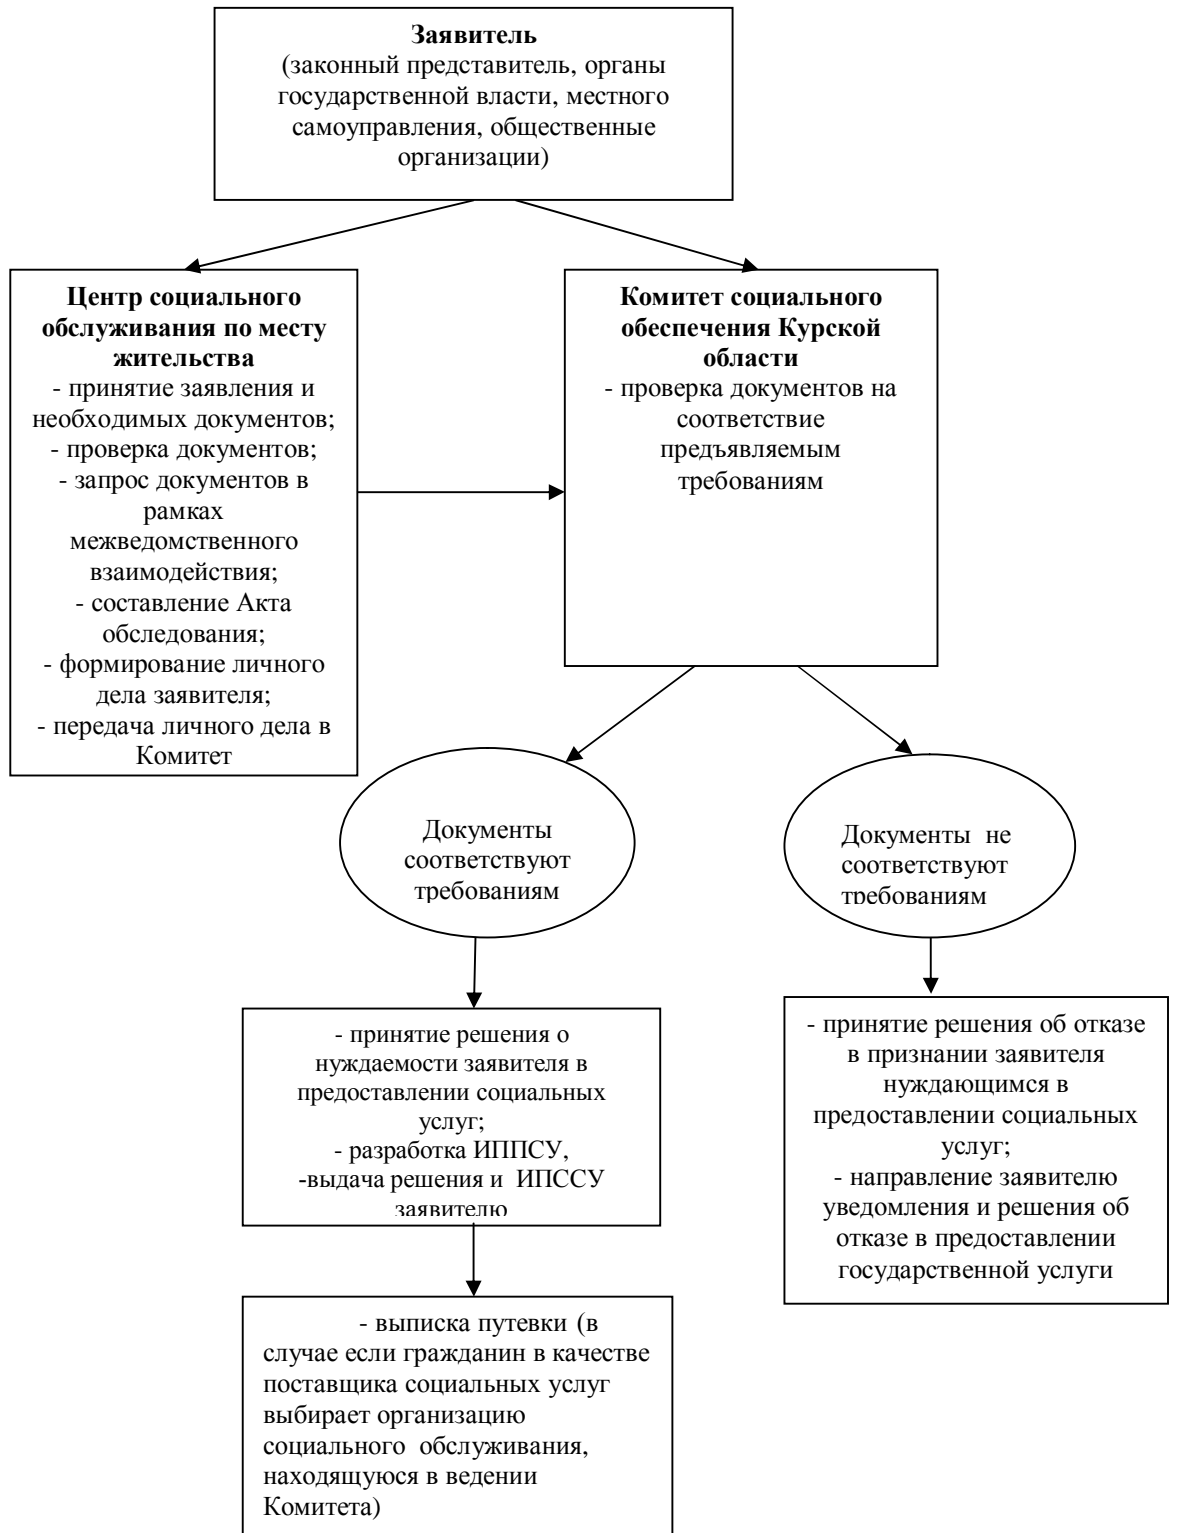 Заявитель
(законный представитель, органы
государственной власти, местного
самоуправления, общественные
организации)
Центр социального
обслуживания по месту
жительства
- принятие заявления и
необходимых документов;
- проверка документов;
- запрос документов в
рамках
межведомственного
взаимодействия;
- составление Акта
обследования;
- формирование личного
дела заявителя;
- передача личного дела в
Комитет
Комитет социального
обеспечения Курской
области
- проверка документов на
соответствие
предъявляемым
требованиям
Документы
соответствуют
требованиям
Документы не
соответствуют
требованиям
- принятие решения о
нуждаемости заявителя в
предоставлении социальных
услуг;
- разработка ИППСУ,
-выдача решения и ИПССУ
заявителю
- принятие решения об отказе
в признании заявителя
нуждающимся в
предоставлении социальных
услуг;
- направление заявителю
уведомления и решения об
отказе в предоставлении
государственной услуги
- выписка путевки (в
случае если гражданин в качестве
поставщика социальных услуг
выбирает организацию
социального обслуживания,
находящуюся в ведении
Комитета)